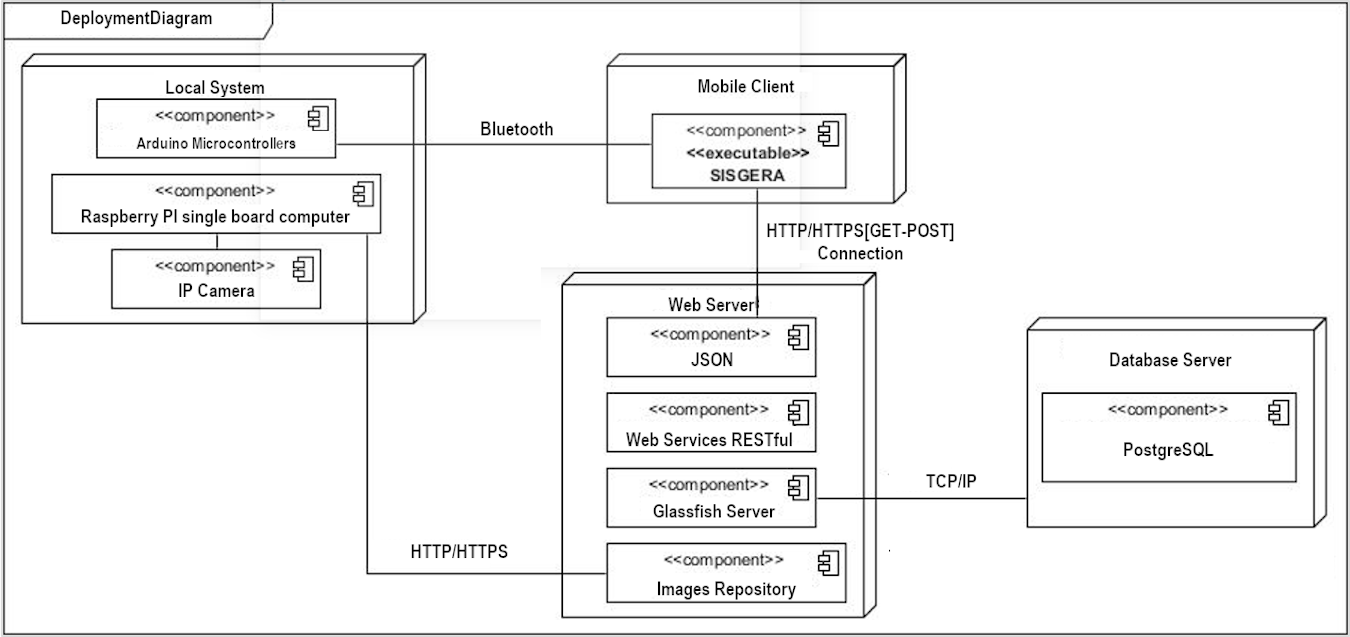 DeploymentDiagram
Local System
<<component>>
Arduino Microcontrollers
<<component>>
Raspberry PI single board computer
<<component>>
IP Camera
Bluetooth
Mobile Client
<<component>>
<<executable>>
SISGERA
HTTP/HTTPS[GET-POST]
Connection
Web Server
<<component>>
JSON
<<component>>
Web Services RESTful
<<component>>
Glassfish Server
<<component>>
Images Repository
HTTP/HTTPS
TCP/IP
Database Server
<<component>>
PostgreSQL